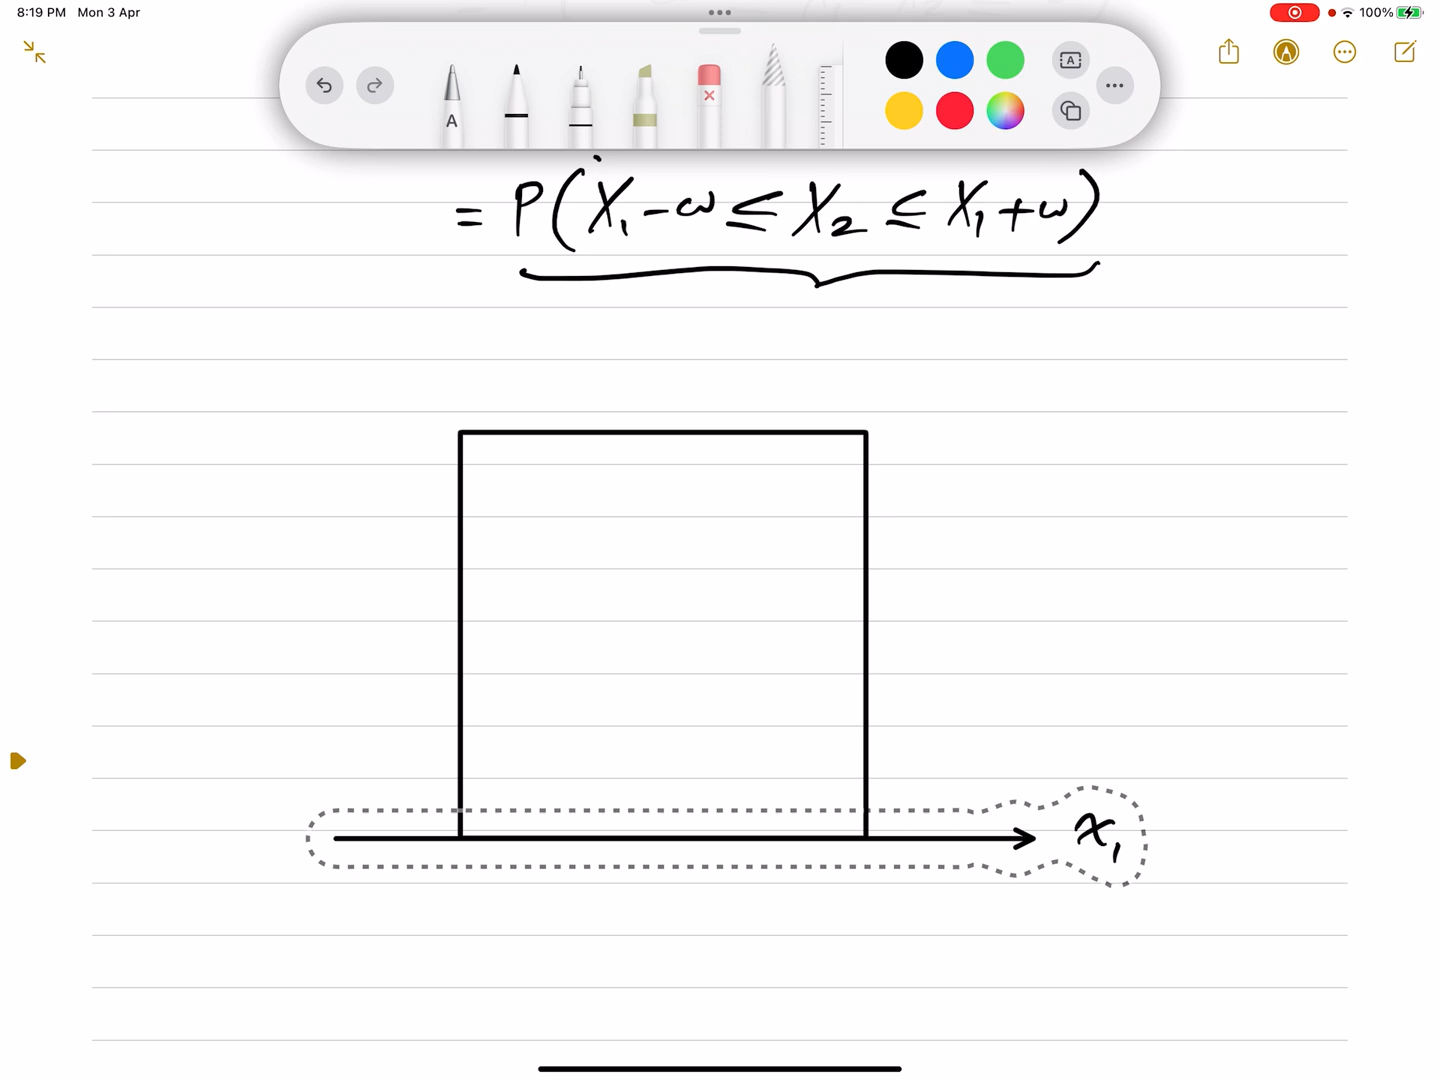 8:19 PM Mon 3 Apr
100%
A
A
A
= P(X₁ - ω ≤ X₂ ≤ X₁ + ω)
x₁